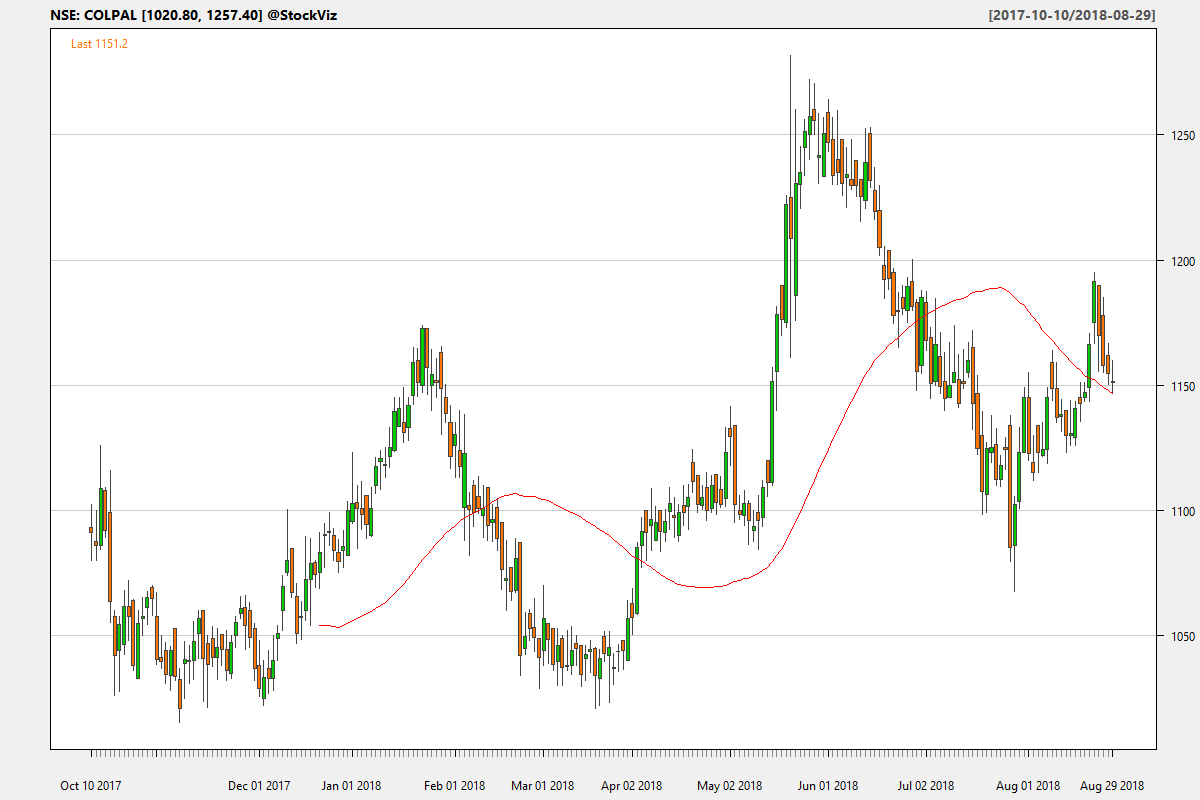 NSE: COLPAL [1020.80, 1257.40] @StockViz
[2017-10-10/2018-08-29]
Last 1151.2
1250
1200
1150
1100
1050
Oct 10 2017
Dec 01 2017
Jan 01 2018
Feb 01 2018
Mar 01 2018
Apr 02 2018
May 02 2018
Jun 01 2018
Jul 02 2018
Aug 01 2018
Aug 29 2018